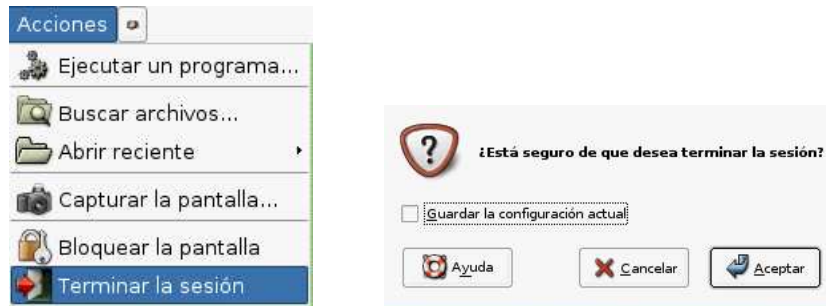 Acciones
Ejecutar un programa...
Buscar archivos...
Abrir reciente
Capturar la pantalla...
Bloquear la pantalla
Terminar la sesión
¿Está seguro de que desea terminar la sesión?
Guardar la configuración actual
Ayuda Cancelar Aceptar